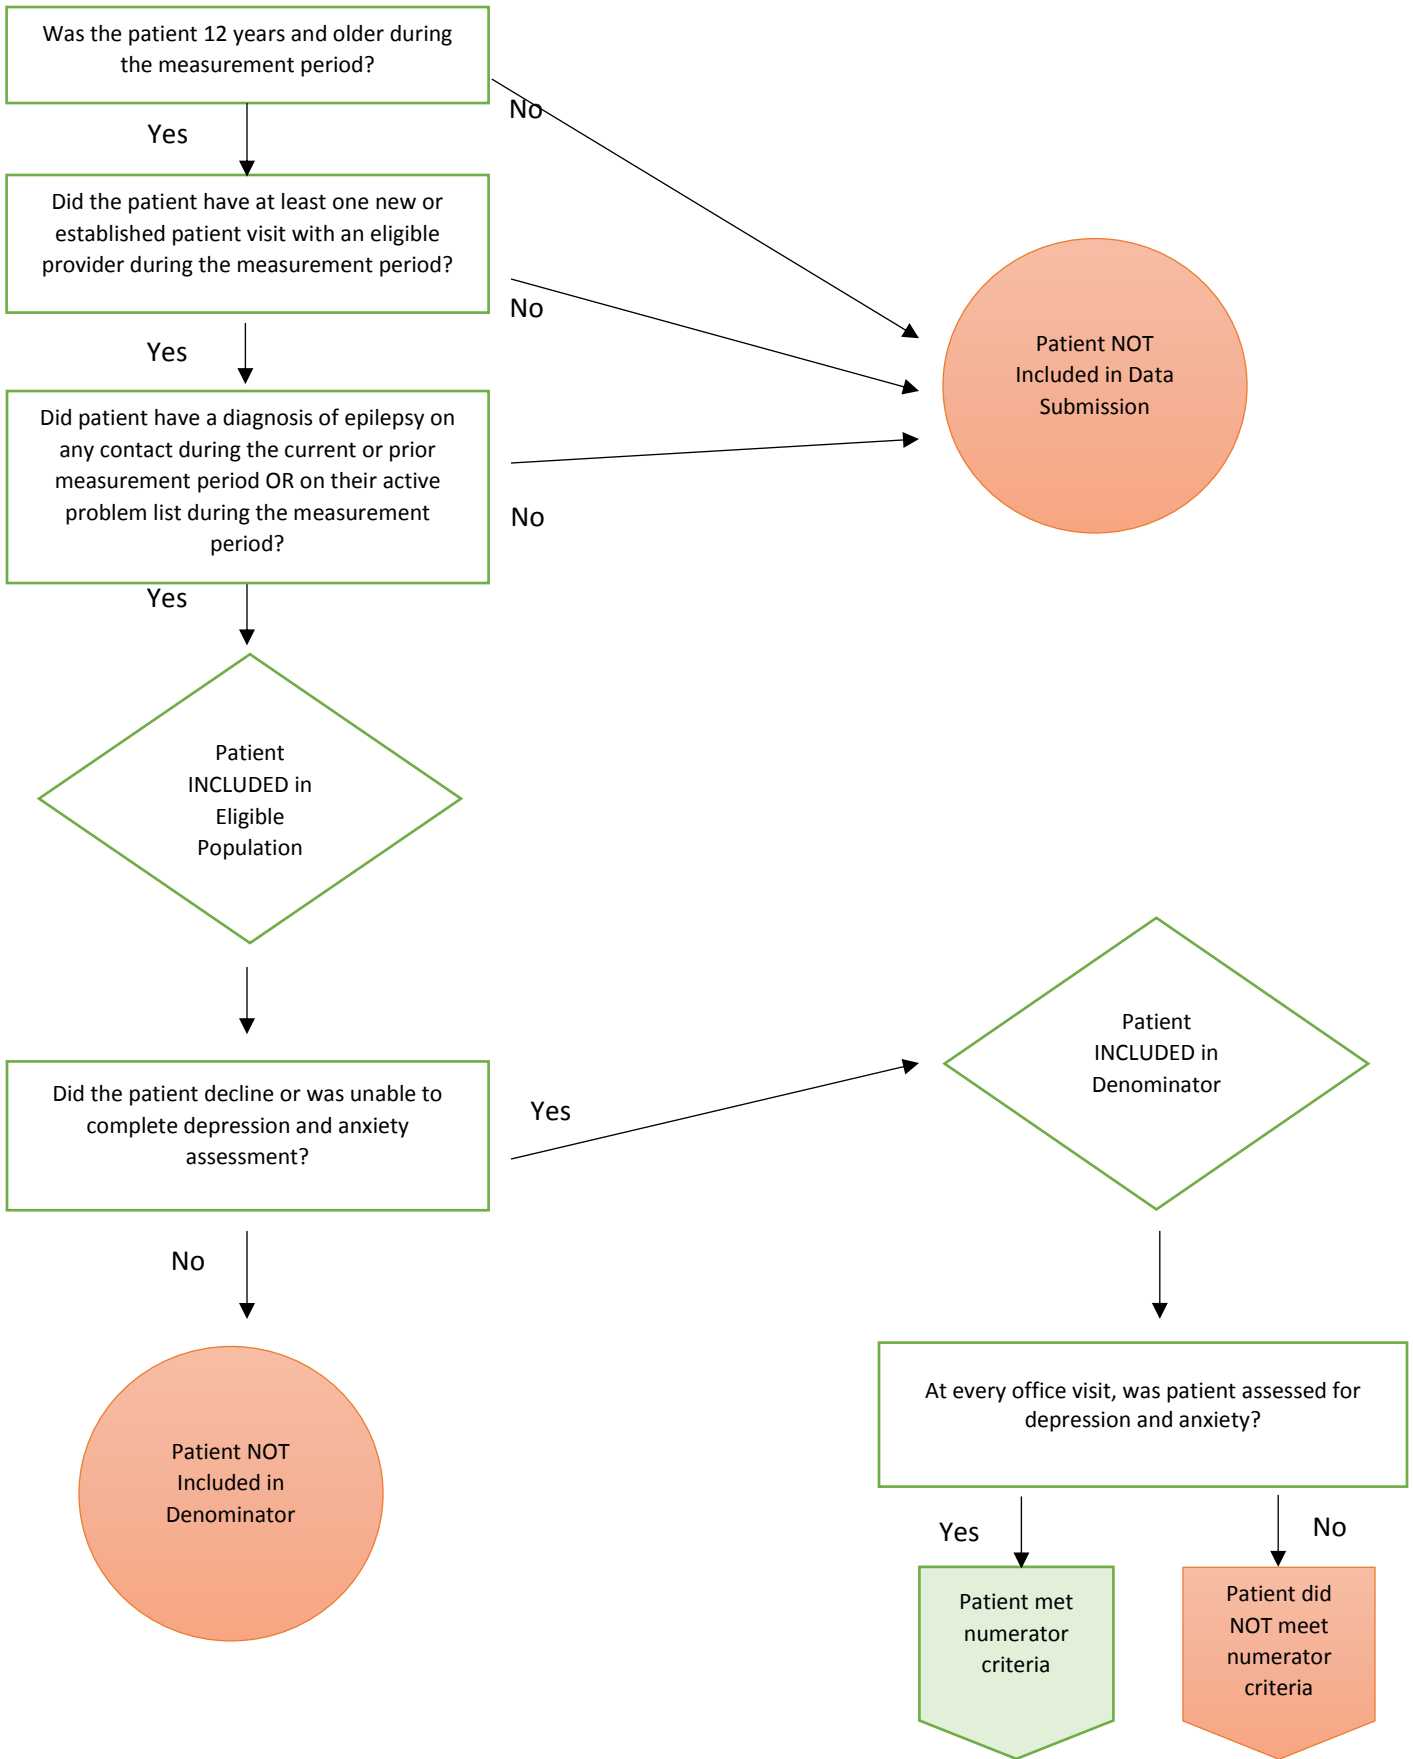 Was the patient 12 years and older during
the measurement period?
No
Yes
Did the patient have at least one new or
established patient visit with an eligible
provider during the measurement period?
No
Yes
Patient NOT
Included in Data
Submission
Did patient have a diagnosis of epilepsy on
any contact during the current or prior
measurement period OR on their active
problem list during the measurement
period?
No
Yes
Patient
INCLUDED in
Eligible
Population
Did the patient decline or was unable to
complete depression and anxiety
assessment?
Yes
Patient
INCLUDED in
Denominator
No
Patient NOT
Included in
Denominator
At every office visit, was patient assessed for
depression and anxiety?
Yes
No
Patient met
numerator
criteria
Patient did
NOT meet
numerator
criteria